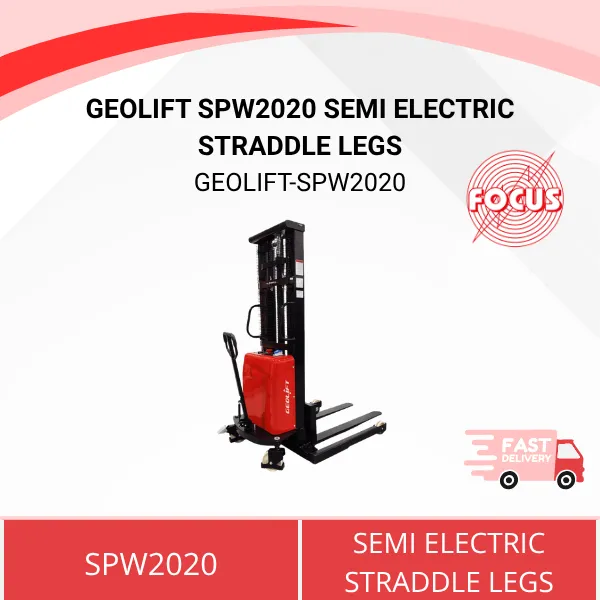 GEOLIFT SPW2020 SEMI ELECTRIC
STRADDLE LEGS
GEOLIFT-SPW2020
FOCUS
GEOLIFT
FAST
DELIVERY
SPW2020
SEMI ELECTRIC
STRADDLE LEGS